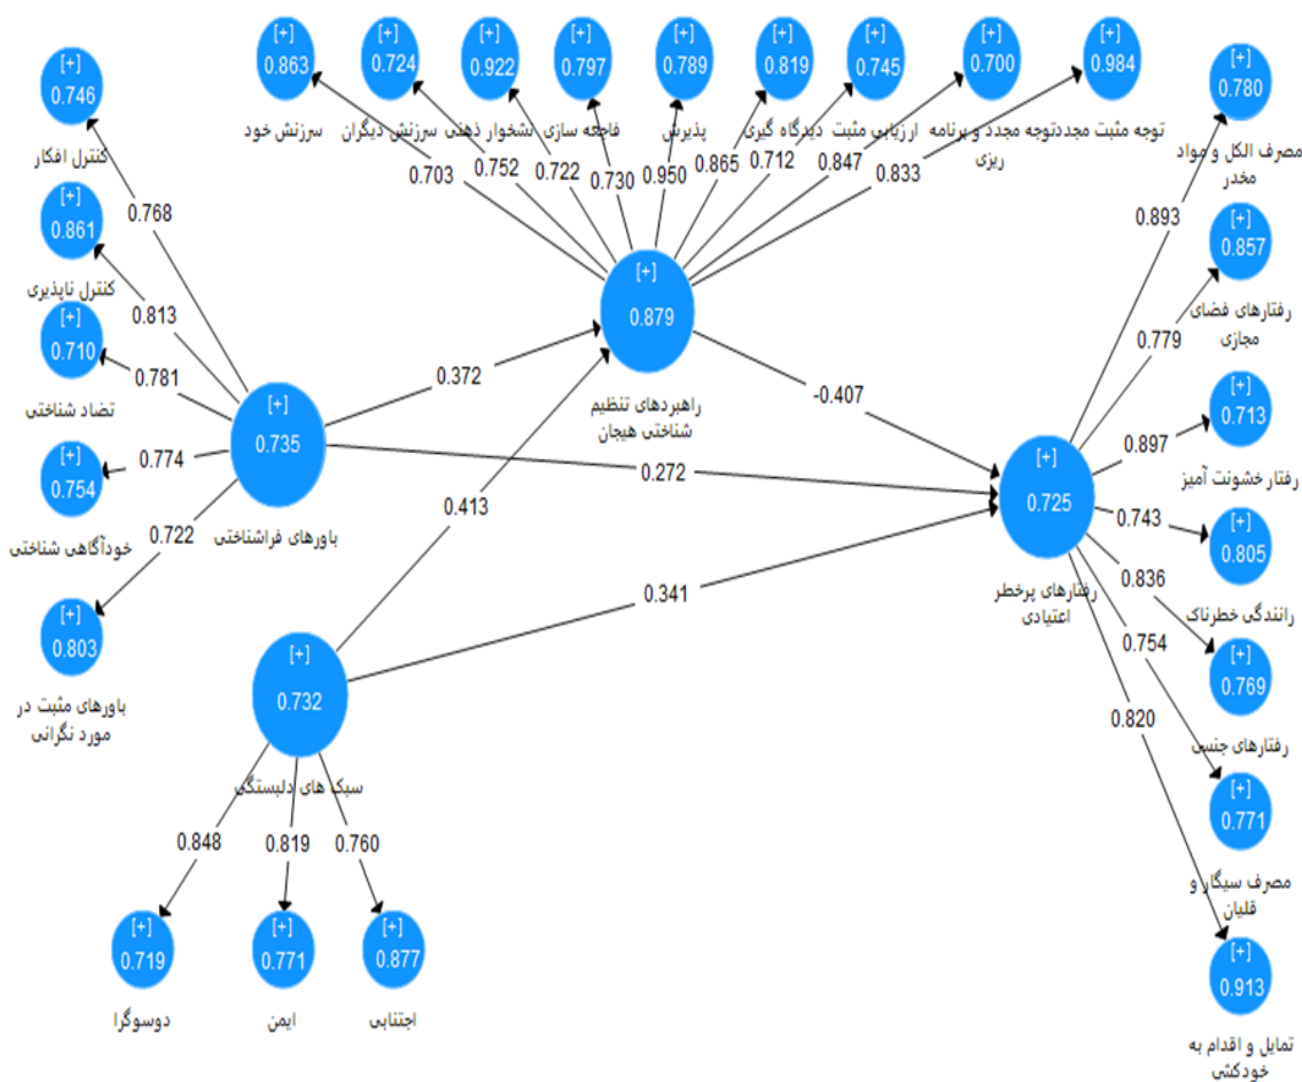 [+]
0.863
[+]
0.724
[+]
0.922
[+]
0.797
[+]
0.789
[+]
0.819
[+]
0.745
[+]
0.700
[+]
0.984
سرزنش خود
سرزنش دیگران
نشخوار ذهنی
فاجعه سازی
پذیرش
دیدگاه گیری
ارزیابی مثبت مجدد
توجه مجدد و برنامه
ریزی
توجه مثبت مجدد
0.703
0.752
0.722
0.730
0.950
0.865
0.712
0.847
0.833
[+]
0.746
کنترل افکار
[+]
0.861
کنترل ناپذیری
[+]
0.710
تضاد شناختی
[+]
0.754
خودآگاهی شناختی
[+]
0.803
باورهای مثبت در
مورد نگرانی
0.768
0.813
0.781
0.774
0.722
[+]
0.735
باورهای فراشناختی
[+]
0.879
راهبردهای تنظیم
شناختی هیجان
0.372
0.413
-0.407
0.272
0.341
[+]
0.732
سبک های دلبستگی
0.848
0.819
0.760
[+]
0.719
دوسوگرا
[+]
0.771
ایمن
[+]
0.877
اجتنابی
[+]
0.725
رفتارهای پرخطر
اعتیادی
0.893
0.779
0.897
0.743
0.836
0.754
0.820
[+]
0.780
مصرف الکل و مواد
مخدر
[+]
0.857
رفتارهای فضای
مجازی
[+]
0.713
رفتار خشونت آمیز
[+]
0.805
رانندگی خطرناک
[+]
0.769
رفتارهای جنسی
[+]
0.771
مصرف سیگار و
قلیان
[+]
0.913
تمایل و اقدام به
خودکشی